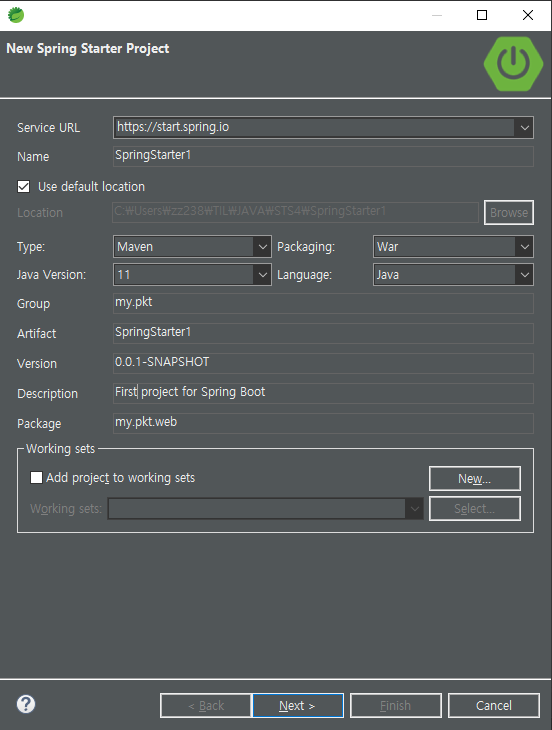 New Spring Starter Project
Service URL https://start.spring.io
Name SpringStarter1
Use default location
Location C:₩Users₩zz238₩TIL₩JAVA₩STS4₩SpringStarter1 Browse
Type: Maven Packaging: War
Java Version: 11 Language: Java
Group my.pkt
Artifact SpringStarter1
Version 0.0.1-SNAPSHOT
Description First project for Spring Boot
Package my.pkt.web
Working sets
Add project to working sets New...
Working sets: Select...
? < Back Next > Finish Cancel